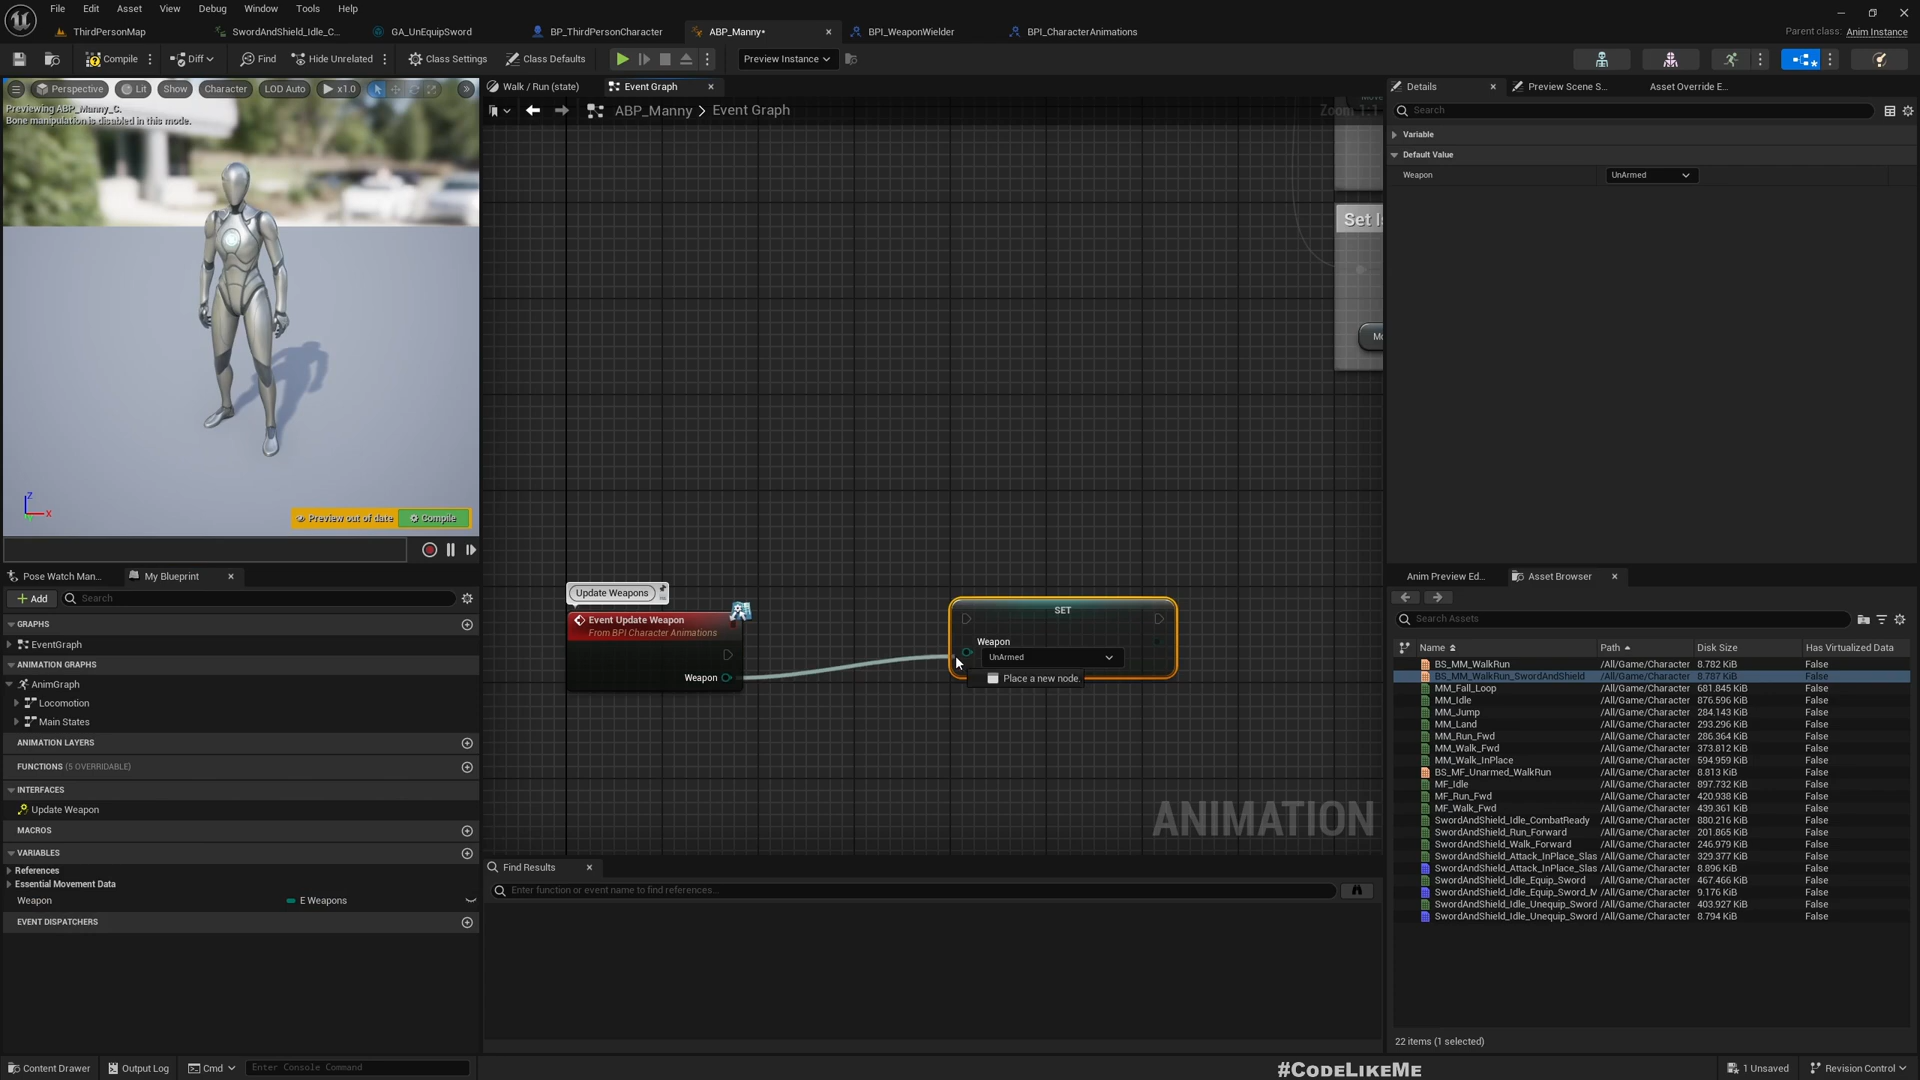 File Edit Asset View Debug Window Tools Help
ThirdPersonMap
SwordAndShield_Idle_C...
GA_UnEquipSword
BP_ThirdPersonCharacter
ABP_Manny•
BPI_WeaponWielder
BPI_CharacterAnimations
Parent class: Anim Instance
Compile
Diff
Find
Hide Unrelated
Class Settings
Class Defaults
Preview Instance
Perspective
Lit
Show
Character
LOD Auto
x1.0
Previewing ABP_Manny_C.
Bone manipulation is disabled in this mode.
Z
X
Preview out of date
Compile
Walk / Run (state)
Event Graph
ABP_Manny > Event Graph
Zoom 1:1
Set I
Mo
Update Weapons
Event Update Weapon
From BPI Character Animations
Weapon
SET
Weapon
UnArmed
Place a new node.
ANIMATION
Find Results
Enter function or event name to find references...
Pose Watch Man...
My Blueprint
Add
Search
GRAPHS
EventGraph
ANIMATION GRAPHS
AnimGraph
Locomotion
Main States
ANIMATION LAYERS
FUNCTIONS (5 OVERRIDABLE)
INTERFACES
Update Weapon
MACROS
VARIABLES
References
Essential Movement Data
Weapon E Weapons
EVENT DISPATCHERS
Details
Preview Scene S...
Asset Override E...
Search
Variable
Default Value
Weapon UnArmed
Anim Preview Ed...
Asset Browser
Search Assets
Name Path Disk Size Has Virtualized Data
BS_MM_WalkRun /All/Game/Character 8.782 KiB False
BS_MM_WalkRun_SwordAndShield /All/Game/Character 8.787 KiB False
MM_Fall_Loop /All/Game/Character 681.845 KiB False
MM_Idle /All/Game/Character 876.596 KiB False
MM_Jump /All/Game/Character 284.143 KiB False
MM_Land /All/Game/Character 293.296 KiB False
MM_Run_Fwd /All/Game/Character 286.364 KiB False
MM_Walk_Fwd /All/Game/Character 373.812 KiB False
MM_Walk_InPlace /All/Game/Character 594.959 KiB False
BS_MF_Unarmed_WalkRun /All/Game/Character 8.813 KiB False
MF_Idle /All/Game/Character 897.732 KiB False
MF_Run_Fwd /All/Game/Character 420.938 KiB False
MF_Walk_Fwd /All/Game/Character 439.361 KiB False
SwordAndShield_Idle_CombatReady /All/Game/Character 880.216 KiB False
SwordAndShield_Run_Forward /All/Game/Character 201.865 KiB False
SwordAndShield_Walk_Forward /All/Game/Character 246.979 KiB False
SwordAndShield_Attack_InPlace_Slas /All/Game/Character 329.377 KiB False
SwordAndShield_Attack_InPlace_Slas /All/Game/Character 8.896 KiB False
SwordAndShield_Idle_Equip_Sword /All/Game/Character 467.466 KiB False
SwordAndShield_Idle_Equip_Sword_M /All/Game/Character 9.176 KiB False
SwordAndShield_Idle_Unequip_Sword /All/Game/Character 403.927 KiB False
SwordAndShield_Idle_Unequip_Sword /All/Game/Character 8.794 KiB False
22 items (1 selected)
Content Drawer
Output Log
Cmd
Enter Console Command
#CodeLikeMe
1 Unsaved
Revision Control